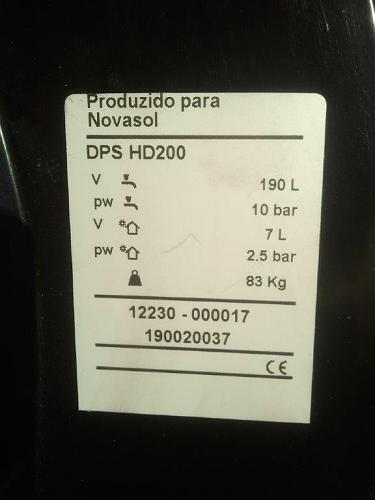 Produzido para
Novasol
DPS HD200
V 190 L
pw 10 bar
V 7 L
pw 2.5 bar
83 Kg
12230 - 000017
190020037
CE